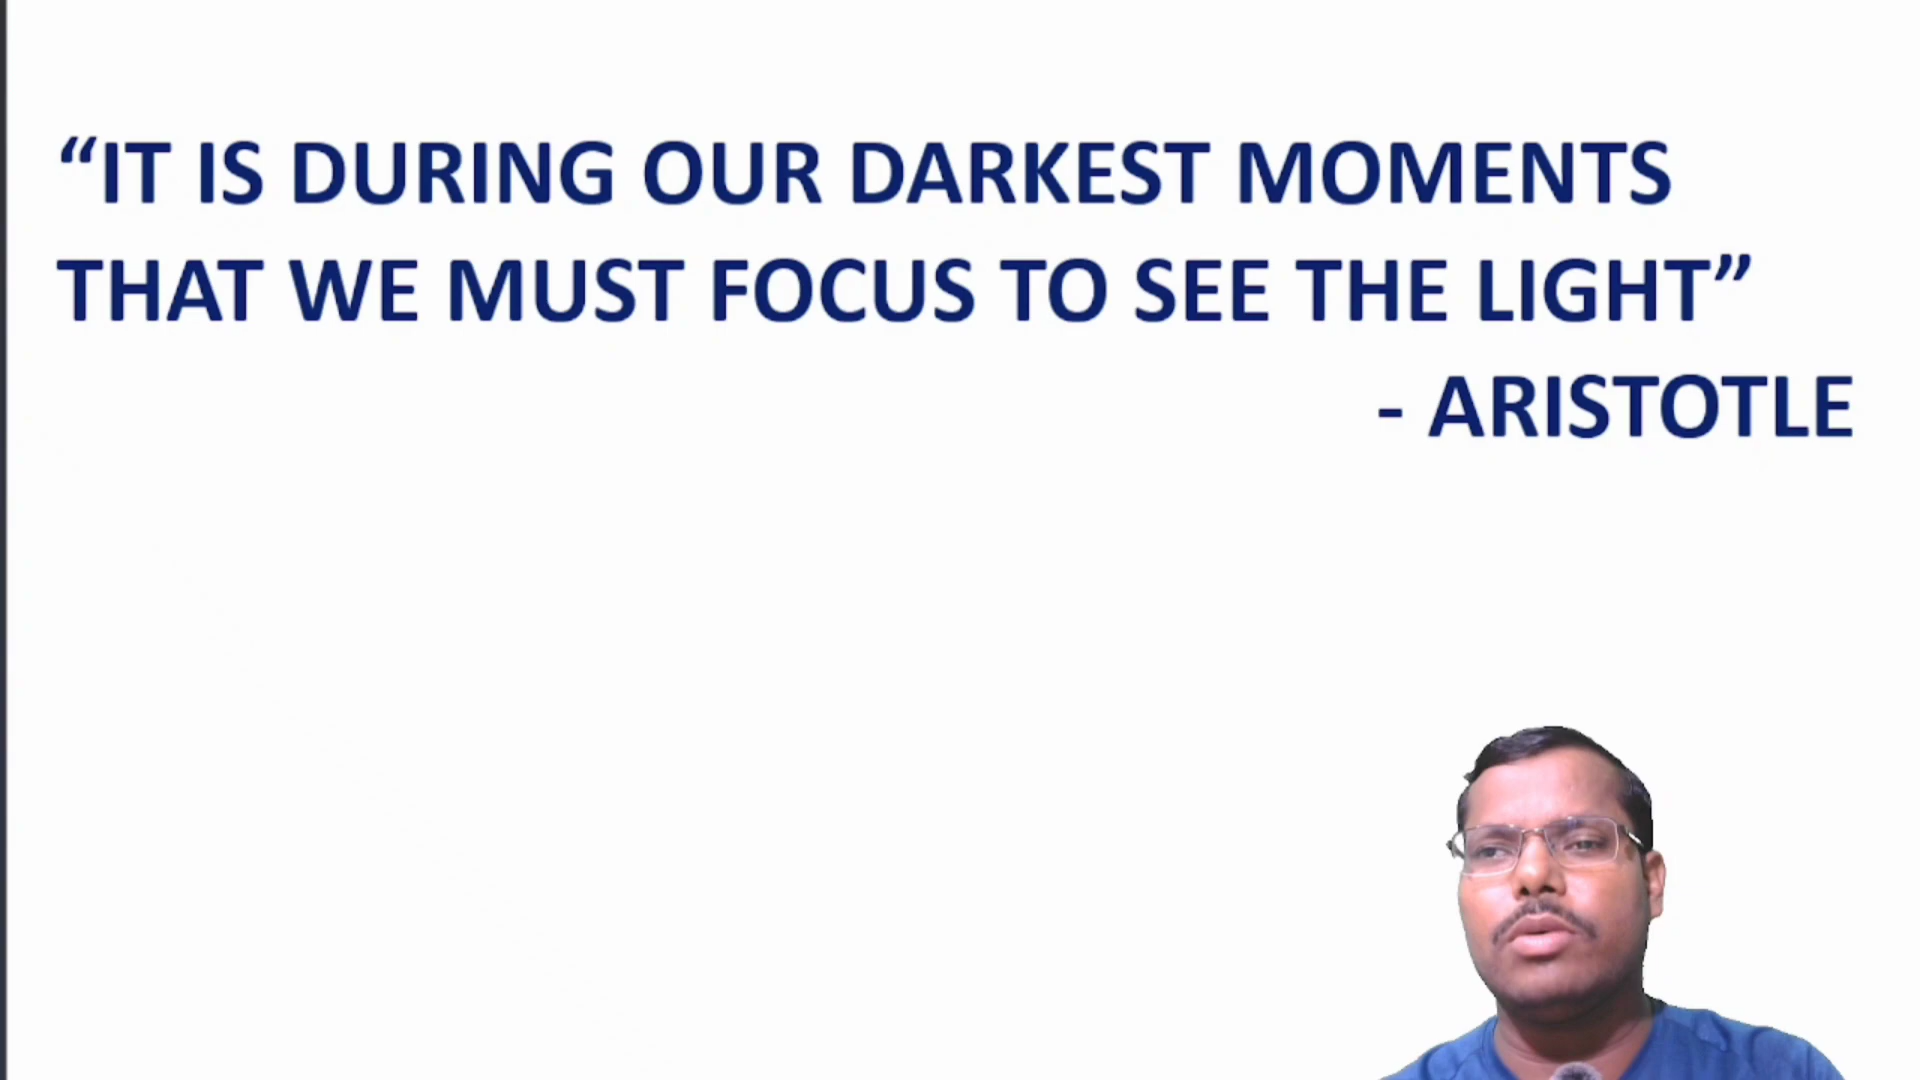 “IT IS DURING OUR DARKEST MOMENTS
THAT WE MUST FOCUS TO SEE THE LIGHT”
- ARISTOTLE